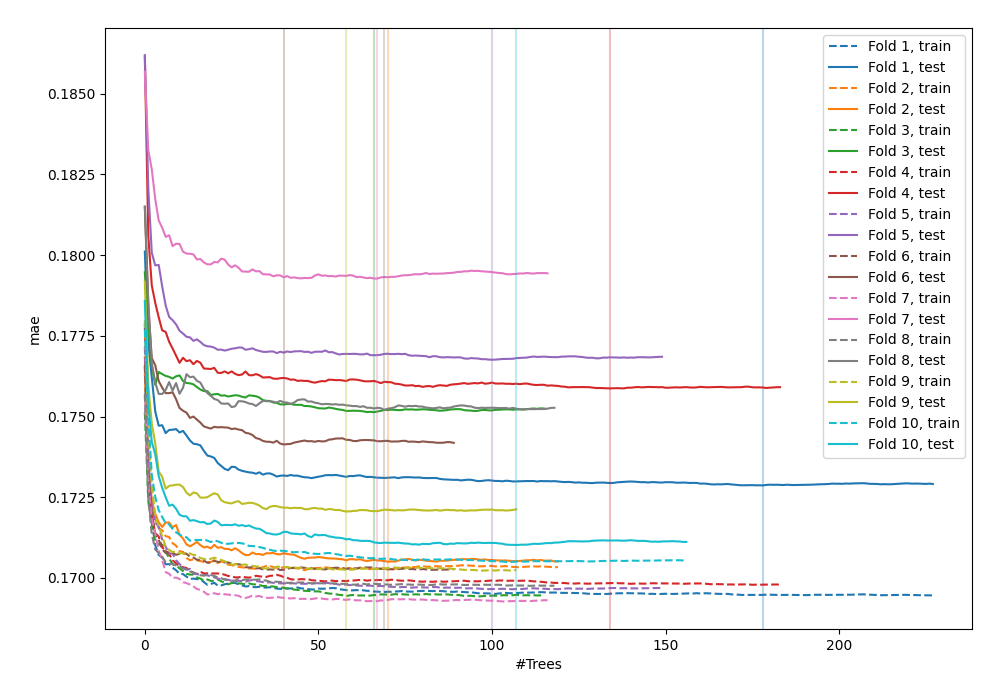 0.1850
0.1825
0.1800
0.1775
0.1750
0.1725
0.1700
mae
0
50
100
150
200
#Trees
Fold 1, train
Fold 1, test
Fold 2, train
Fold 2, test
Fold 3, train
Fold 3, test
Fold 4, train
Fold 4, test
Fold 5, train
Fold 5, test
Fold 6, train
Fold 6, test
Fold 7, train
Fold 7, test
Fold 8, train
Fold 8, test
Fold 9, train
Fold 9, test
Fold 10, train
Fold 10, test